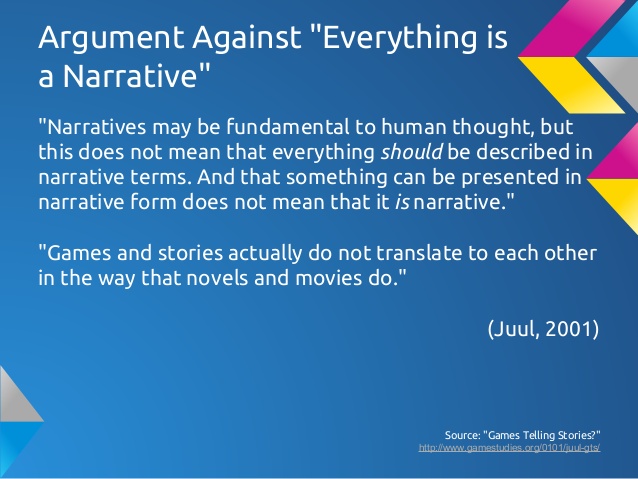 Argument Against "Everything is
a Narrative"
"Narratives may be fundamental to human thought, but
this does not mean that everything should be described in
narrative terms. And that something can be presented in
narrative form does not mean that it is narrative."
"Games and stories actually do not translate to each other
in the way that novels and movies do."
(Juul, 2001)
Source: "Games Telling Stories?"
http://www.gamestudies.org/0101/juul-gts/